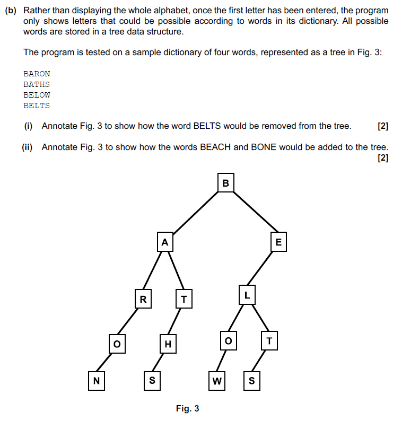 (b) Rather than displaying the whole alphabet, once the first letter has been entered, the program
only shows letters that could be possible according to words in its dictionary. All possible
words are stored in a tree data structure.
The program is tested on a sample dictionary of four words, represented as a tree in Fig. 3:
BARON
BATHS
BELOW
BELTS
(i) Annotate Fig. 3 to show how the word BELTS would be removed from the tree. [2]
(ii) Annotate Fig. 3 to show how the words BEACH and BONE would be added to the tree.
[2]
B
A E
R T L
O H O T
N S W S
Fig. 3